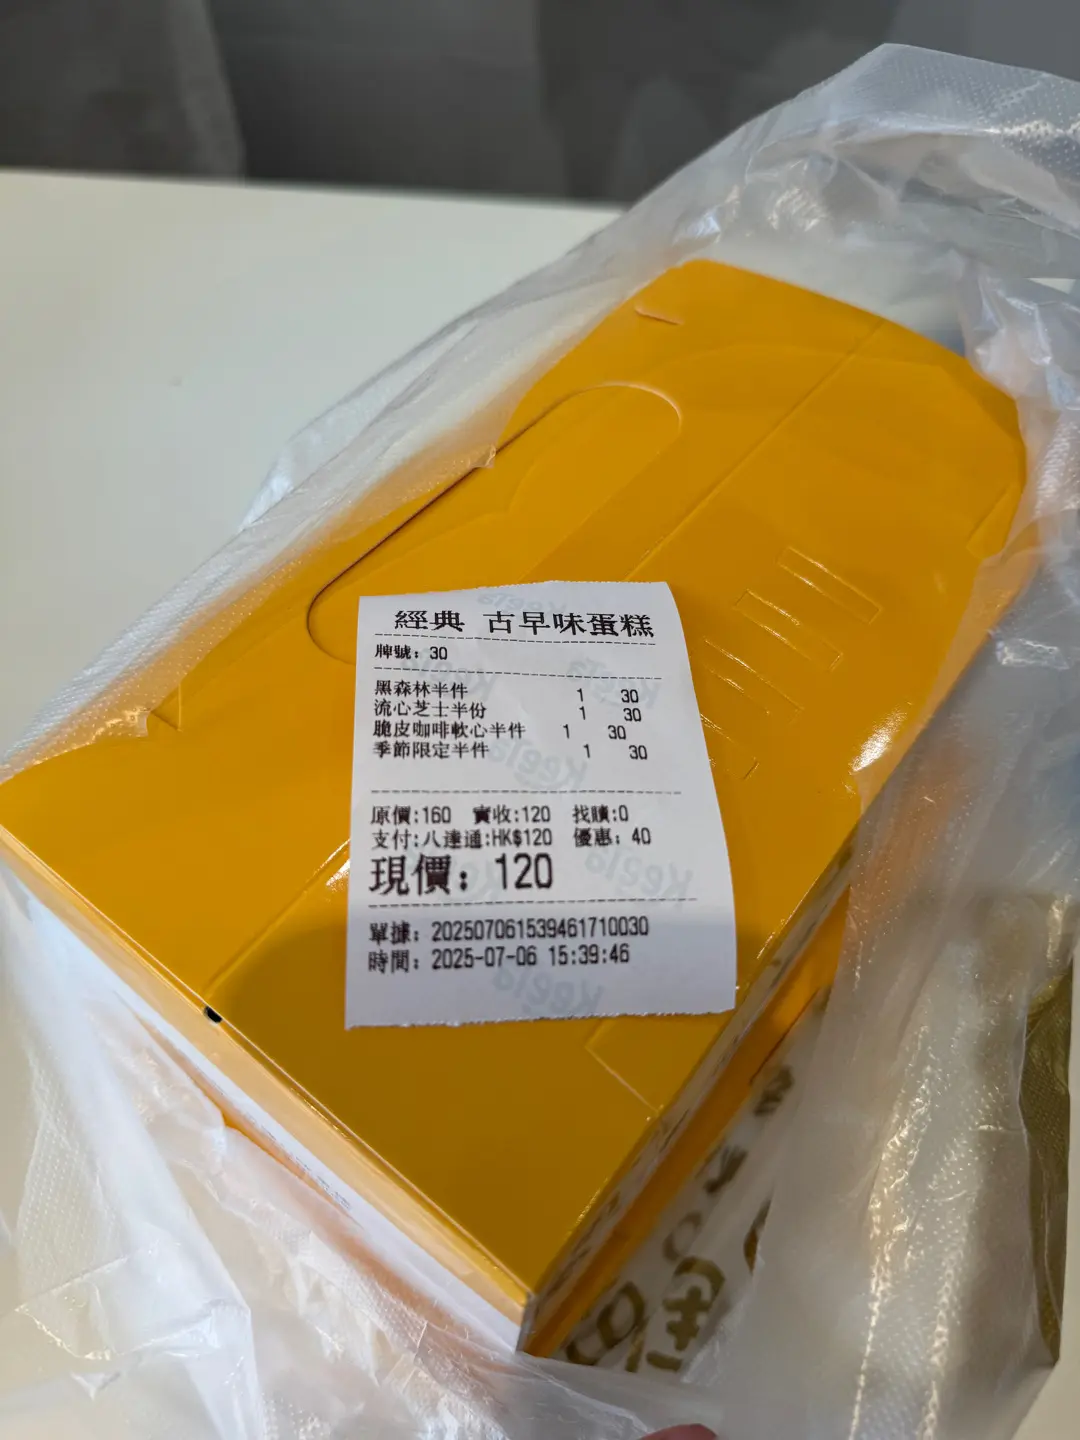 經典 古早味蛋糕
牌號：30
黑森林半件 1 30
流心芝士半份 1 30
脆皮咖啡軟心半件 1 30
季節限定半件 1 30
原價:160 實收:120 找贖:0
支付:八達通:HK$120 優惠：40
現價：120
單據：202507061539461710030
時間：2025-07-06 15:39:46
KeeTa